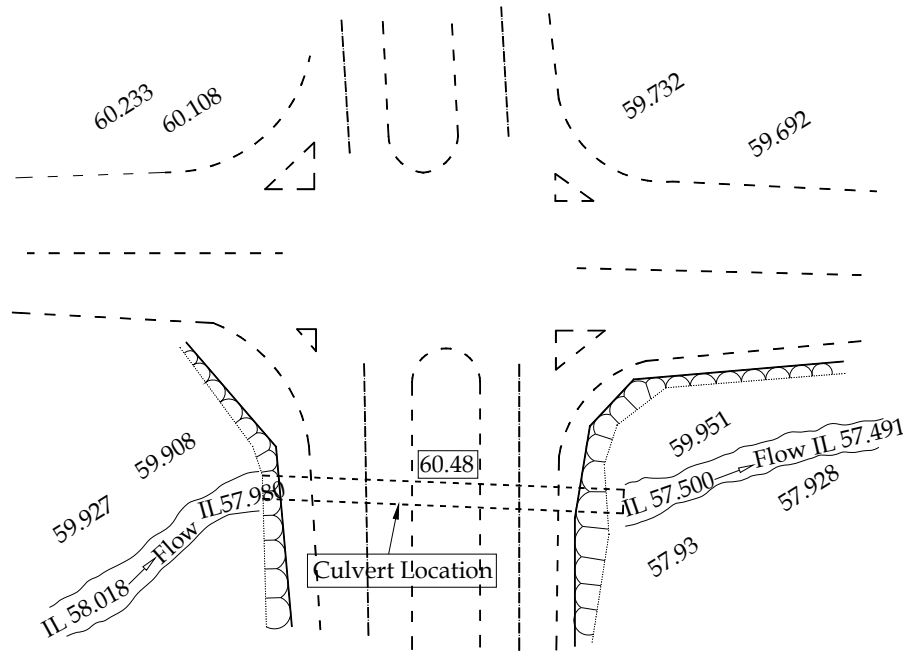 60.233
60.108
59.732
59.692
59.927
59.908
60.48
59.951
IL 58.018
Flow
IL57.980
IL 57.500
Flow
IL 57.491
57.928
57.93
Culvert Location